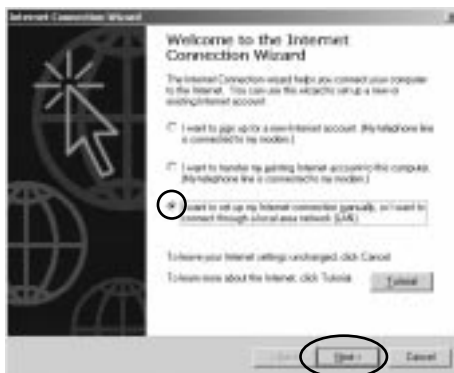 Internet Connection Wizard
Welcome to the Internet
Connection Wizard
The Internet Connection wizard helps you connect your computer
to the Internet. You can use this wizard to set up a new or
existing Internet account.
I want to sign up for a new Internet account. (My telephone line
is connected to my modem.)
I want to transfer my existing Internet account to this computer.
(My telephone line is connected to my modem.)
I want to set up my Internet connection manually, or I want to
connect through a local area network (LAN).
To leave your Internet settings unchanged, click Cancel.
To learn more about the Internet, click Tutorial.
Tutorial
Next >
Cancel